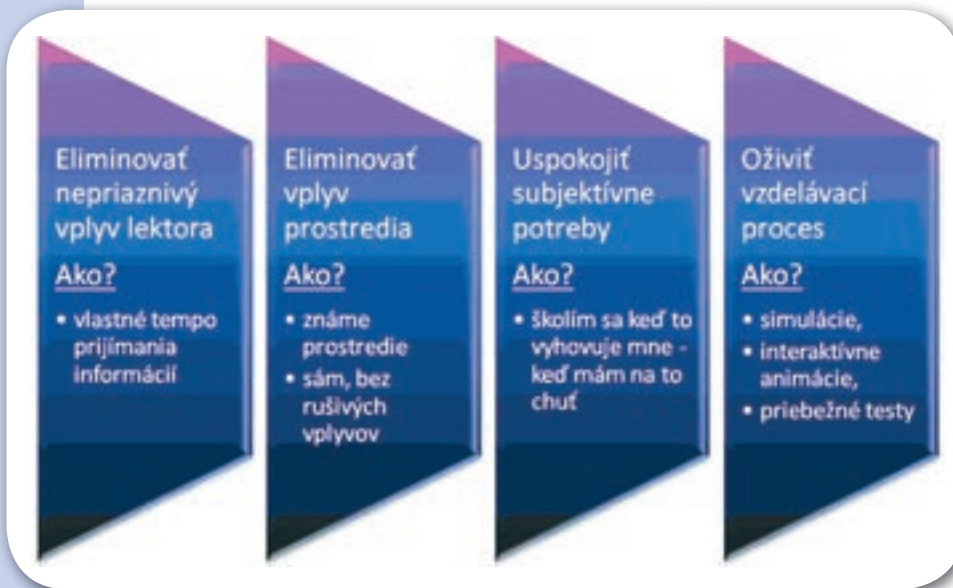 Eliminovať
nepriaznivý
vplyv lektora
Ako?
• vlastné tempo
prijímania
informácií
Eliminovať
vplyv
prostredia
Ako?
• známe
prostredie
• sám, bez
rušivých
vplyvov
Uspokojiť
subjektívne
potreby
Ako?
• školím sa keď to
vyhovuje mne -
keď mám na to
chuť
Oživiť
vzdelávací
proces
Ako?
• simulácie,
• interaktívne
animácie,
• priebežné testy